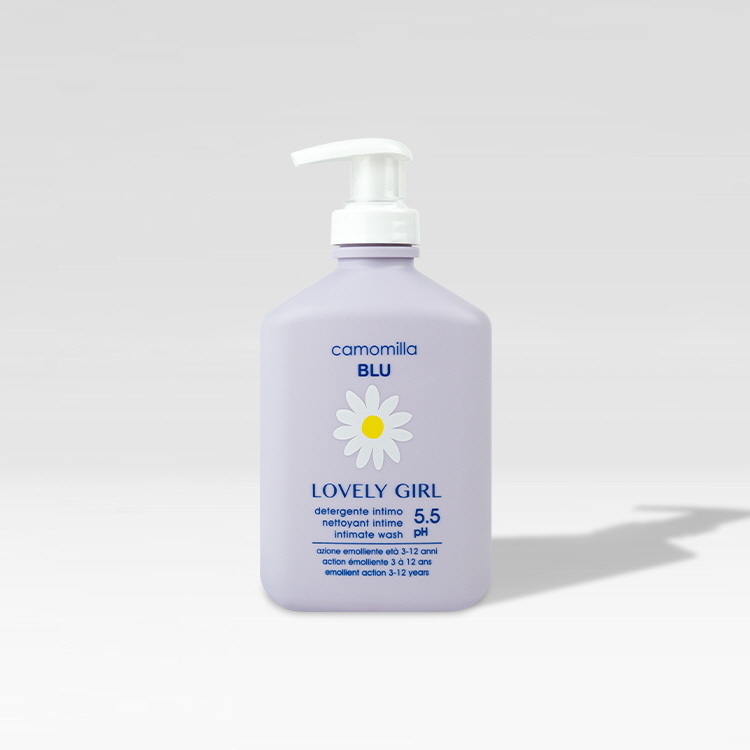 camomilla
BLU
LOVELY GIRL
detergente intimo
nettoyant intime
intimate wash
5.5
pH
azione emolliente età 3-12 anni
action émolliente 3 à 12 ans
emollient action 3-12 years